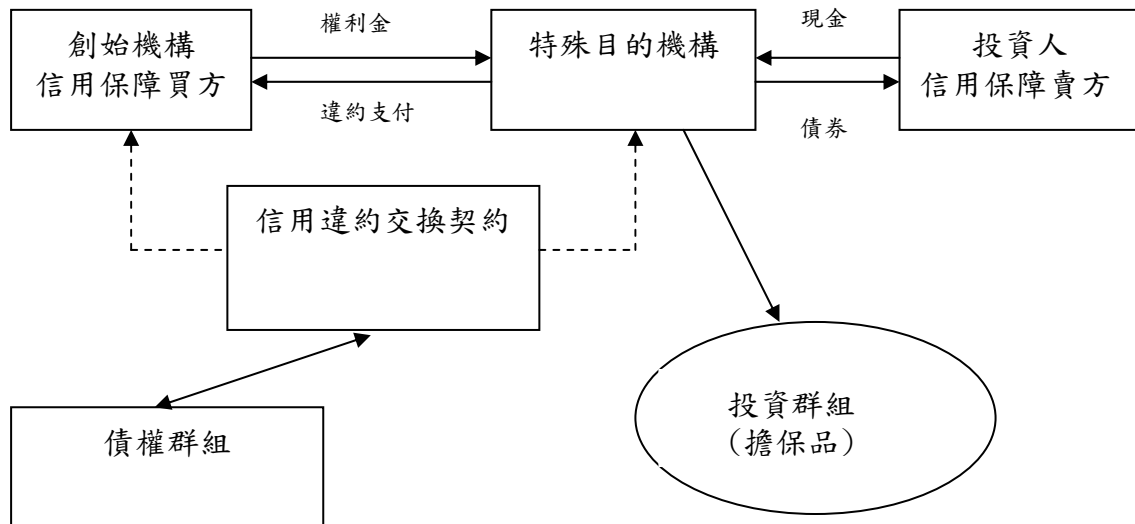 創始機構
信用保障買方
權利金
違約支付
特殊目的機構
現金
債券
投資人
信用保障賣方
信用違約交換契約
債權群組
投資群組
(擔保品)